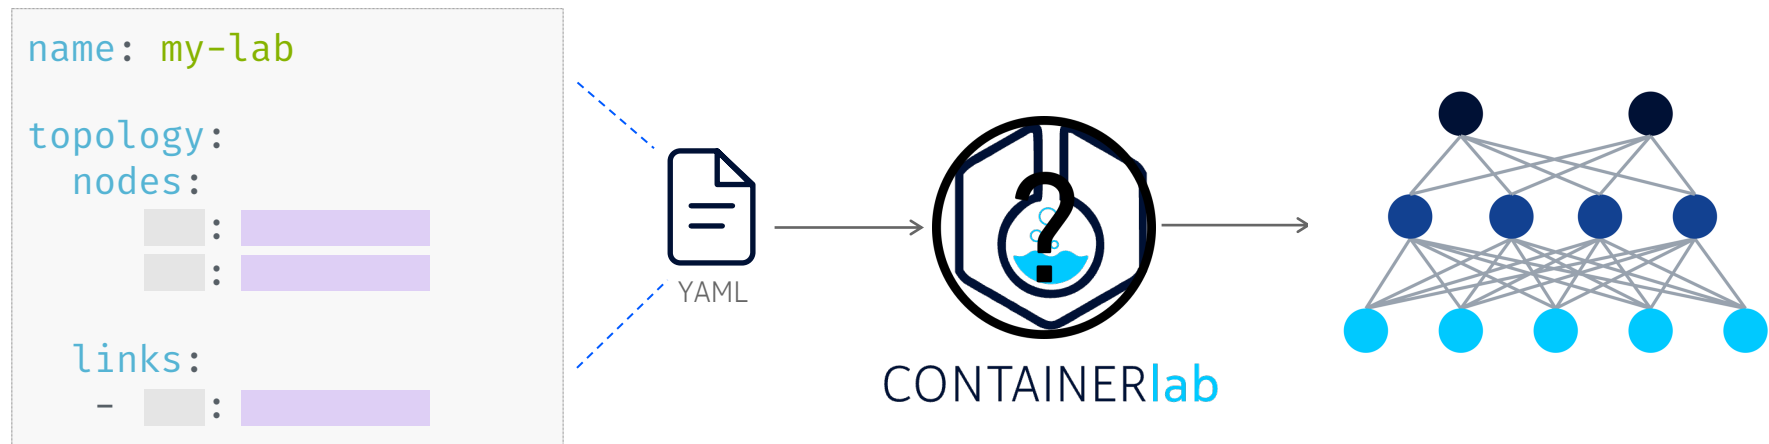 name: my-lab
topology:
nodes:
:
:
links:
- :
YAML
?
CONTAINERlab